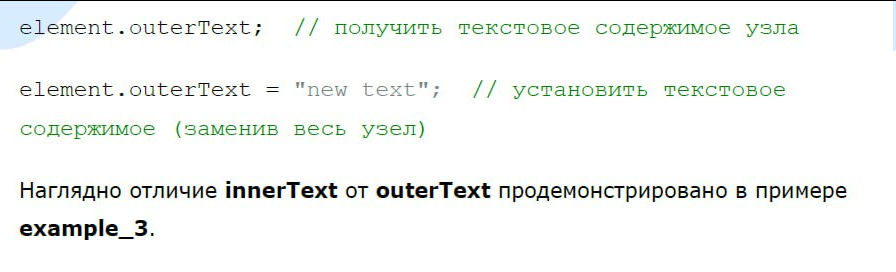 element.outerText;  // получить текстовое содержимое узла
element.outerText = "new text";  // установить текстовое
содержимое (заменив весь узел)
Наглядно отличие innerText от outerText продемонстрировано в примере
example_3.